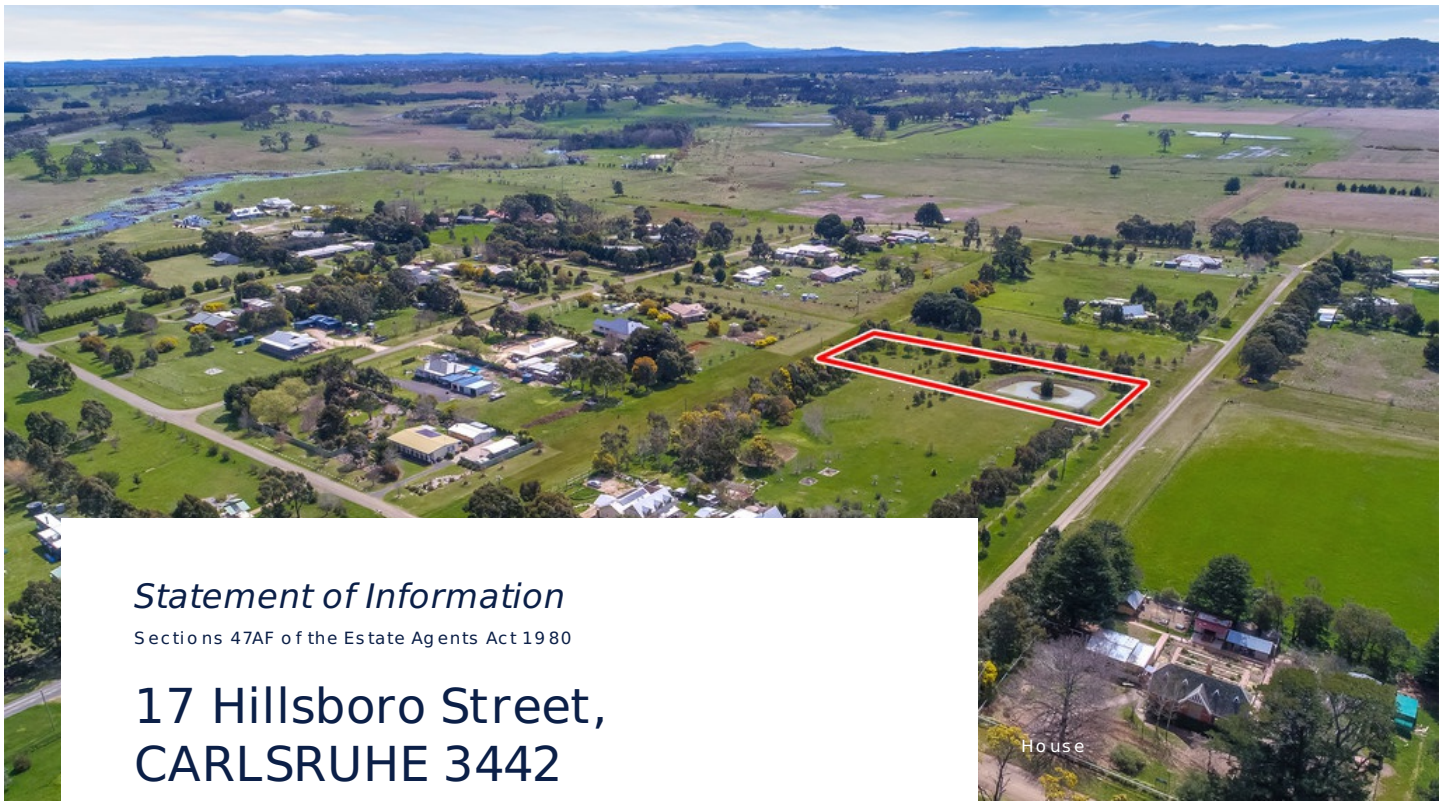 Statement of Information
Sections 47AF of the Estate Agents Act 1980
17 Hillsboro Street,
CARLSRUHE 3442
House